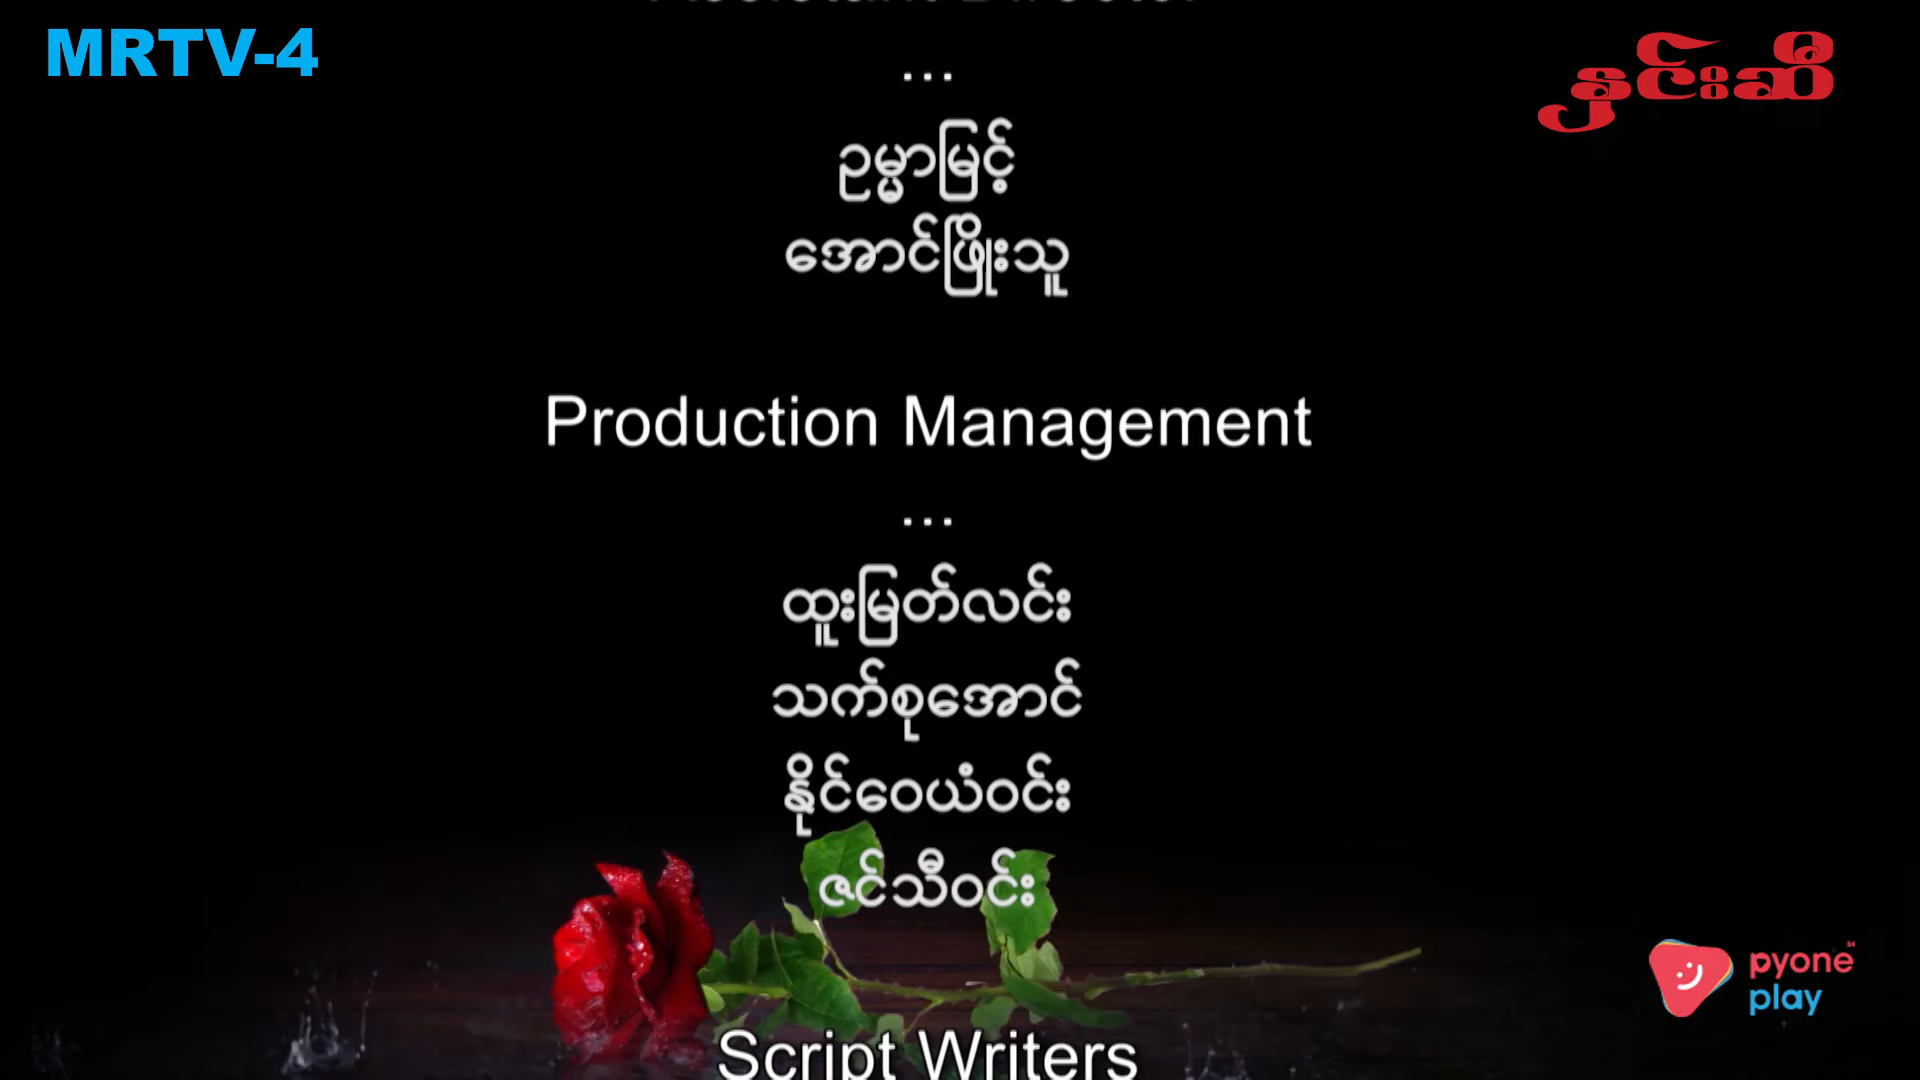 Assistant Director
MRTV-4
နှင်းဆီ
...
ဥမ္မာမြင့်
အောင်ဖြိုးသူ
Production Management
...
ထူးမြတ်လင်း
သက်စုအောင်
နိုင်ဝေယံဝင်း
ဇင်သီဝင်း
pyone
play
Script Writers